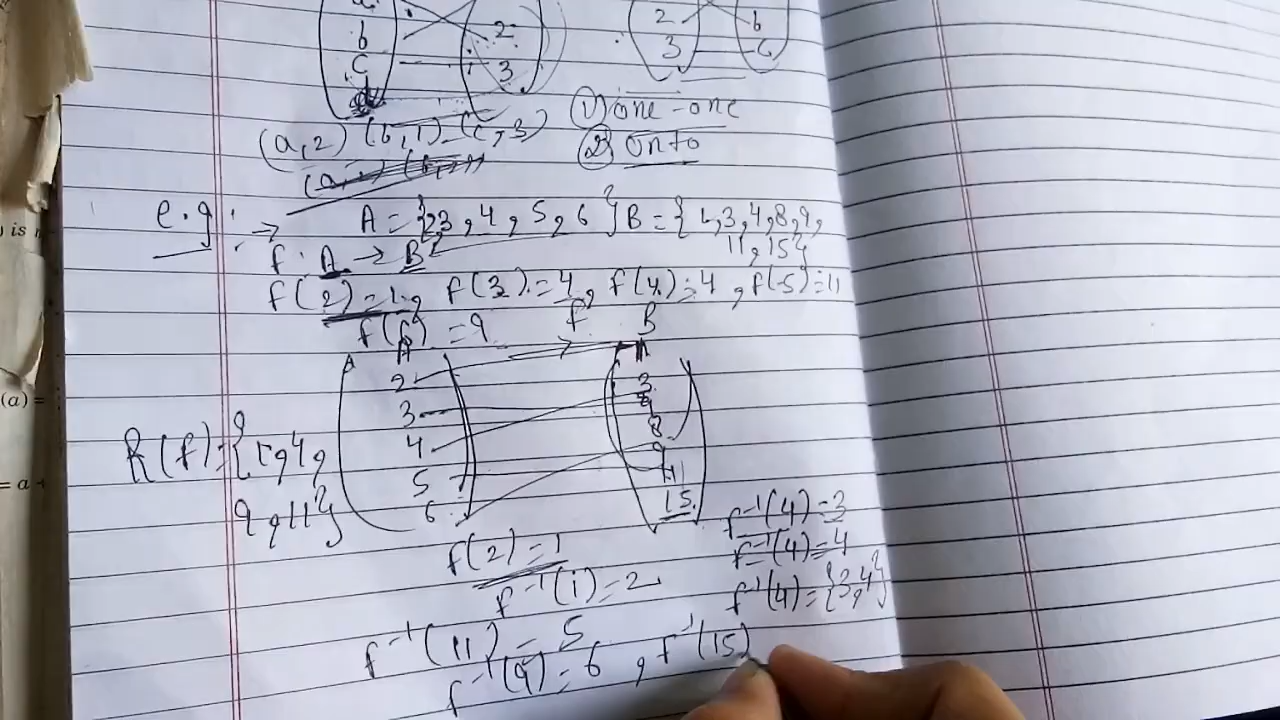 b 2 2 b
c 3 3 c
(a,2) (b,1) (c,3) ① one-one
② onto
e.g: → A = {2,3,4,5,6} B = {1,3,4,8,9,
11,15}
f: A → B
f(2)=1, f(3)=4, f(4)=4, f(5)=11
f(6)=9 f B
A 1
2 3
3 4
4 8
R(f)={1,4, 9
5 11
9,11} 6 15
f⁻¹(4)=3
f(2)=1 f⁻¹(4)=4
f⁻¹(1)=2 f⁻¹(4)={3,4}
f⁻¹(11)=5
f⁻¹(9)=6, f⁻¹(15)
(a) =
= a